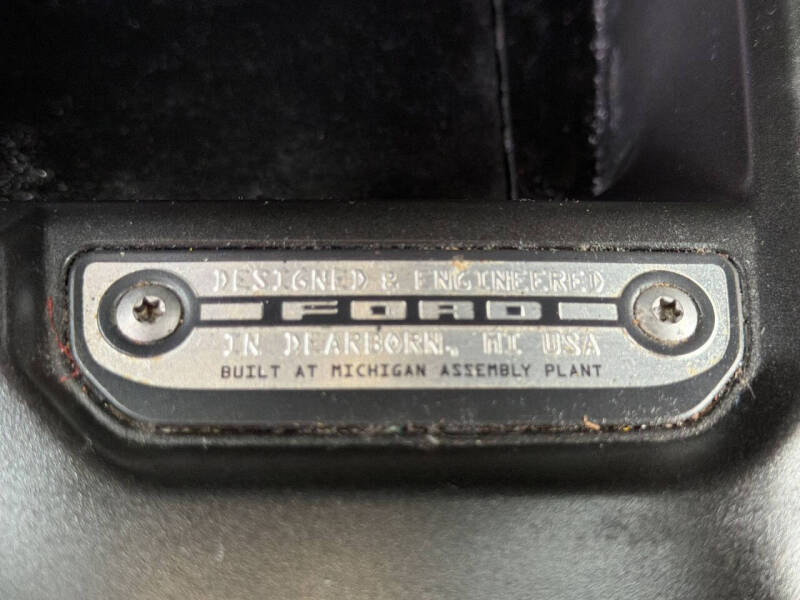 DESIGNED & ENGINEERED
FORD
IN DEARBORN, MI USA
BUILT AT MICHIGAN ASSEMBLY PLANT